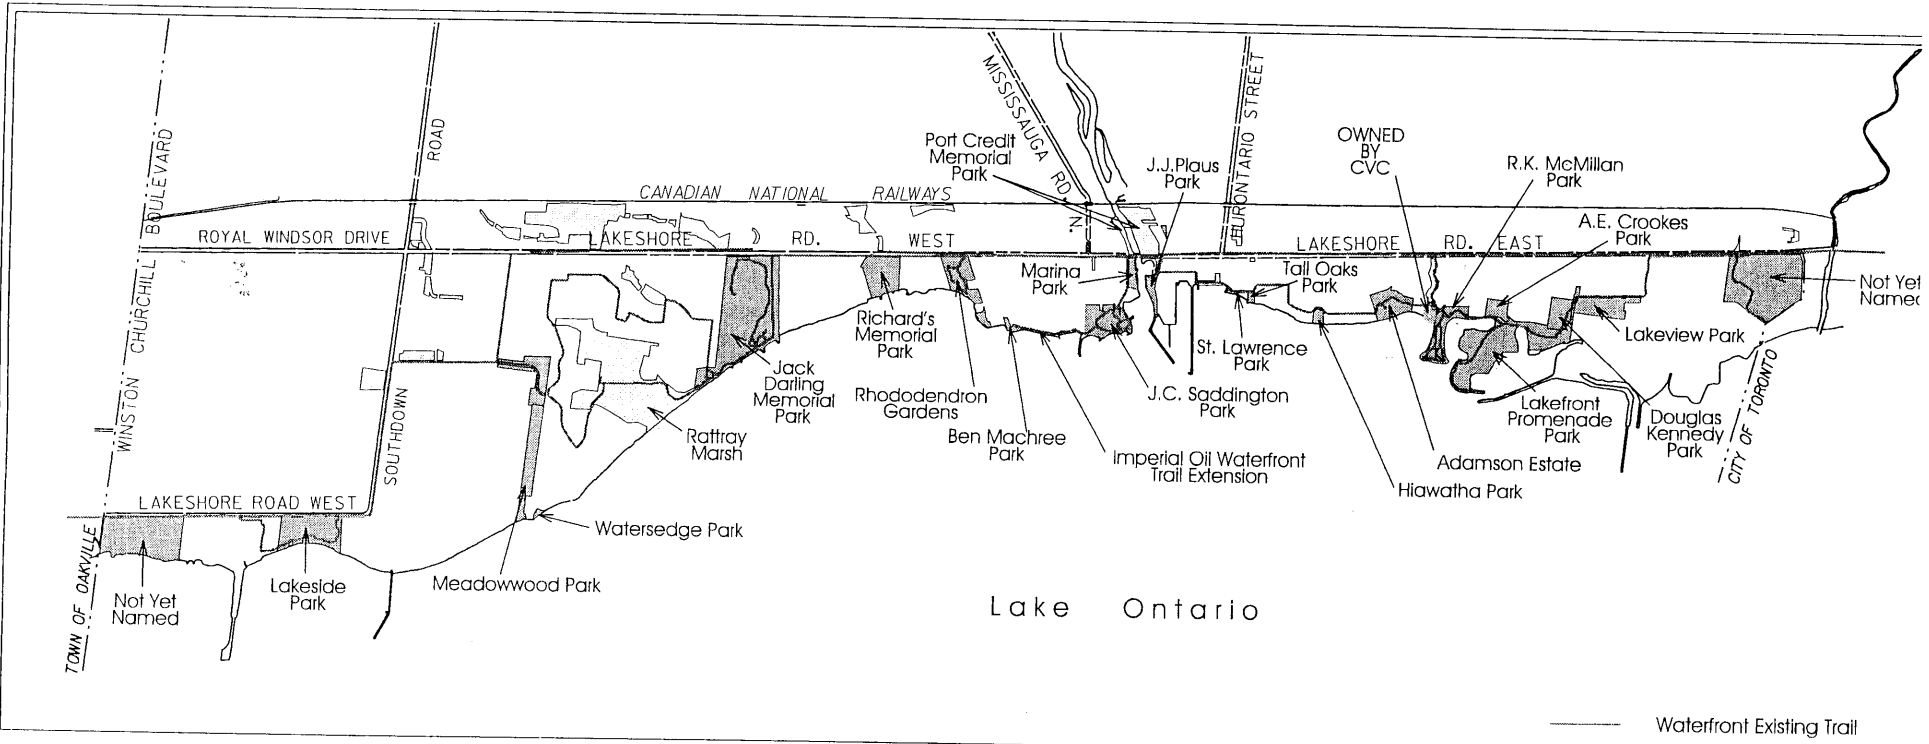 WINSTON CHURCHILL BOULEVARD
SOUTHDOWN ROAD
MISSISSAUGA RD. N.
HURONTARIO STREET
CANADIAN NATIONAL RAILWAYS
ROYAL WINDSOR DRIVE
LAKESHORE RD. WEST
LAKESHORE RD. EAST
LAKESHORE ROAD WEST
TOWN OF OAKVILLE
CITY OF TORONTO
Port Credit
Memorial
Park
J.J.Plaus
Park
OWNED
BY
CVC
R.K. McMillan
Park
A.E. Crookes
Park
Marina
Park
Tall Oaks
Park
Not Yet
Named
Richard's
Memorial
Park
St. Lawrence
Park
Lakeview Park
Jack
Darling
Memorial
Park
Rhododendron
Gardens
J.C. Saddington
Park
Lakefront
Promenade
Park
Douglas
Kennedy
Park
Rattray
Marsh
Ben Machree
Park
Imperial Oil Waterfront
Trail Extension
Adamson Estate
Hiawatha Park
Watersedge Park
Meadowwood Park
Lakeside
Park
Not Yet
Named
Lake Ontario
Waterfront Existing Trail